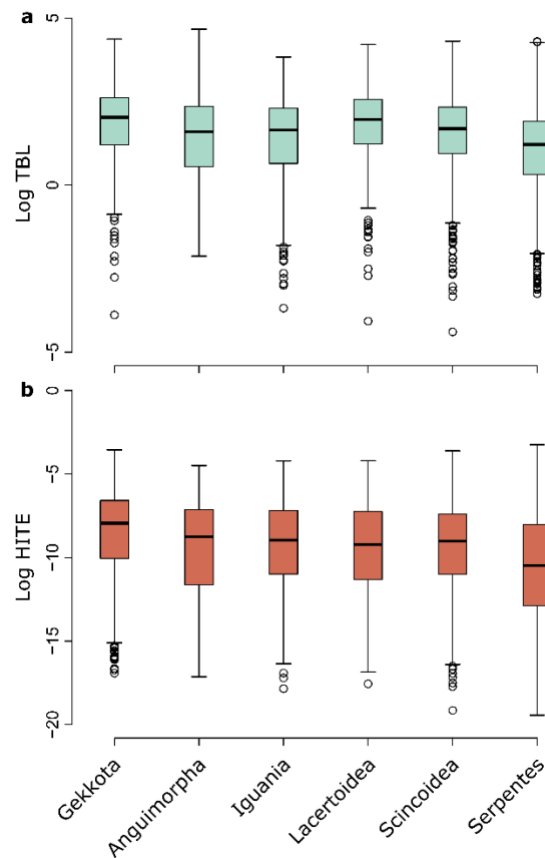 a
5
0
−5
Log TBL
b
0
−5
−10
−15
−20
Log HITE
Gekkota
Anguimorpha
Iguania
Lacertoidea
Scincoidea
Serpentes